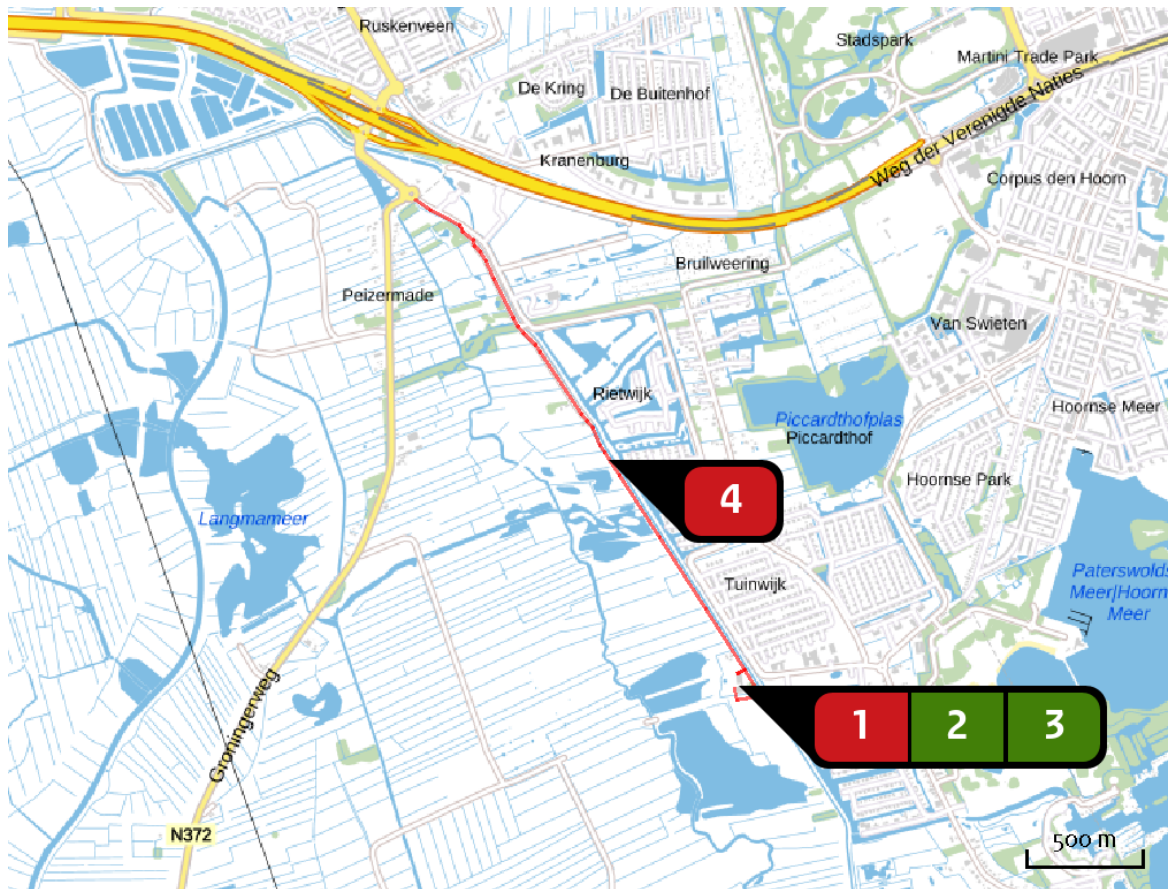 Ruskenveen
Stadspark
Martini Trade Park
De Kring
De Buitenhof
Weg der Verenigde Naties
Kranenburg
Corpus den Hoorn
Bruilweering
Peizermade
Van Swieten
Rietwijk
Hoornse Meer
Piccardthofplas
Piccardthof
Hoornse Park
4
Langmameer
Tuinwijk
Paterswolds
Meer|Hoorn
Meer
Groningerweg
1 2 3
N372
500 m